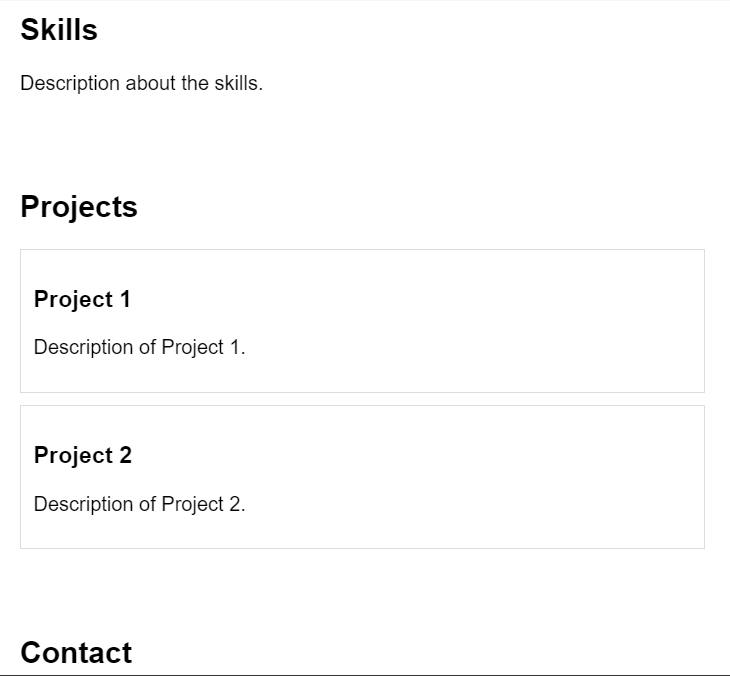 Skills
Description about the skills.
Projects
Project 1
Description of Project 1.
Project 2
Description of Project 2.
Contact